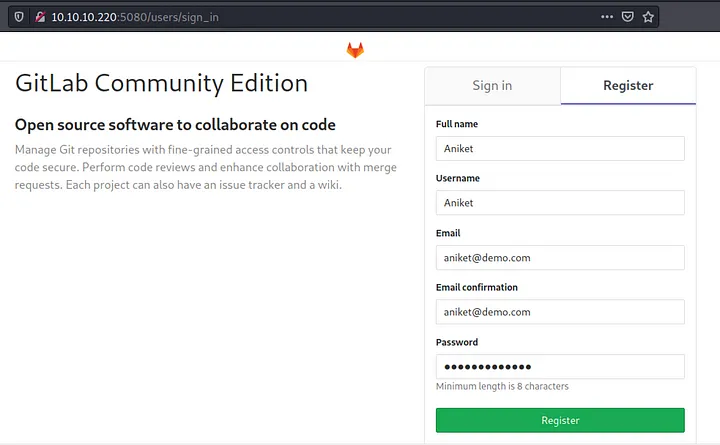 10.10.10.220:5080/users/sign_in
GitLab Community Edition
Open source software to collaborate on code
Manage Git repositories with fine-grained access controls that keep your
code secure. Perform code reviews and enhance collaboration with merge
requests. Each project can also have an issue tracker and a wiki.
Sign in
Register
Full name
Aniket
Username
Aniket
Email
aniket@demo.com
Email confirmation
aniket@demo.com
Password
●●●●●●●●●●●●●
Minimum length is 8 characters
Register